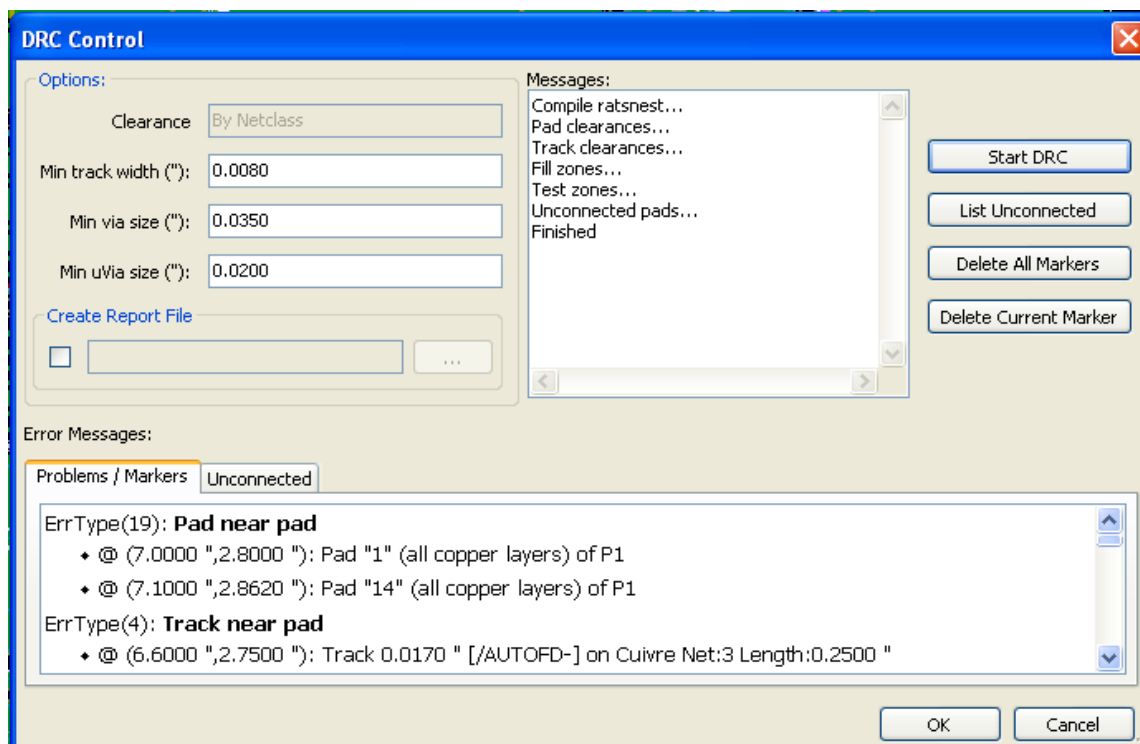 DRC Control
Options:
Clearance
By Netclass
Min track width ("):
0.0080
Min via size ("):
0.0350
Min uVia size ("):
0.0200
Create Report File
...
Messages:
Compile ratsnest...
Pad clearances...
Track clearances...
Fill zones...
Test zones...
Unconnected pads...
Finished
Start DRC
List Unconnected
Delete All Markers
Delete Current Marker
Error Messages:
Problems / Markers
Unconnected
ErrType(19): Pad near pad
@ (7.0000 ",2.8000 "): Pad "1" (all copper layers) of P1
@ (7.1000 ",2.8620 "): Pad "14" (all copper layers) of P1
ErrType(4): Track near pad
@ (6.6000 ",2.7500 "): Track 0.0170 " [/AUTOFD-] on Cuivre Net:3 Length:0.2500 "
OK
Cancel